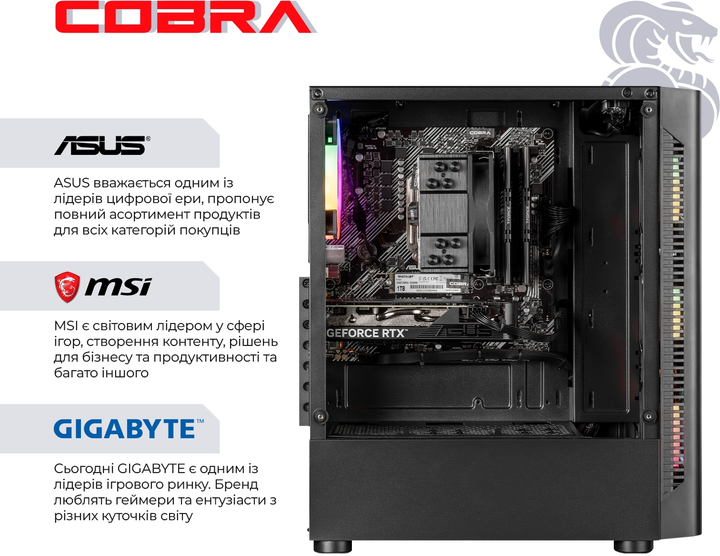 COBRA
ASUS®
ASUS вважається одним із
лідерів цифрової ери, пропонує
повний асортимент продуктів
для всіх категорій покупців
msi
MSI є світовим лідером у сфері
ігор, створення контенту, рішень
для бізнесу та продуктивності та
багато іншого
GIGABYTE™
Сьогодні GIGABYTE є одним із
лідерів ігрового ринку. Бренд
люблять геймери та ентузіасти з
різних куточків світу
COBRA
1TB
GEFORCE RTX
ASUS